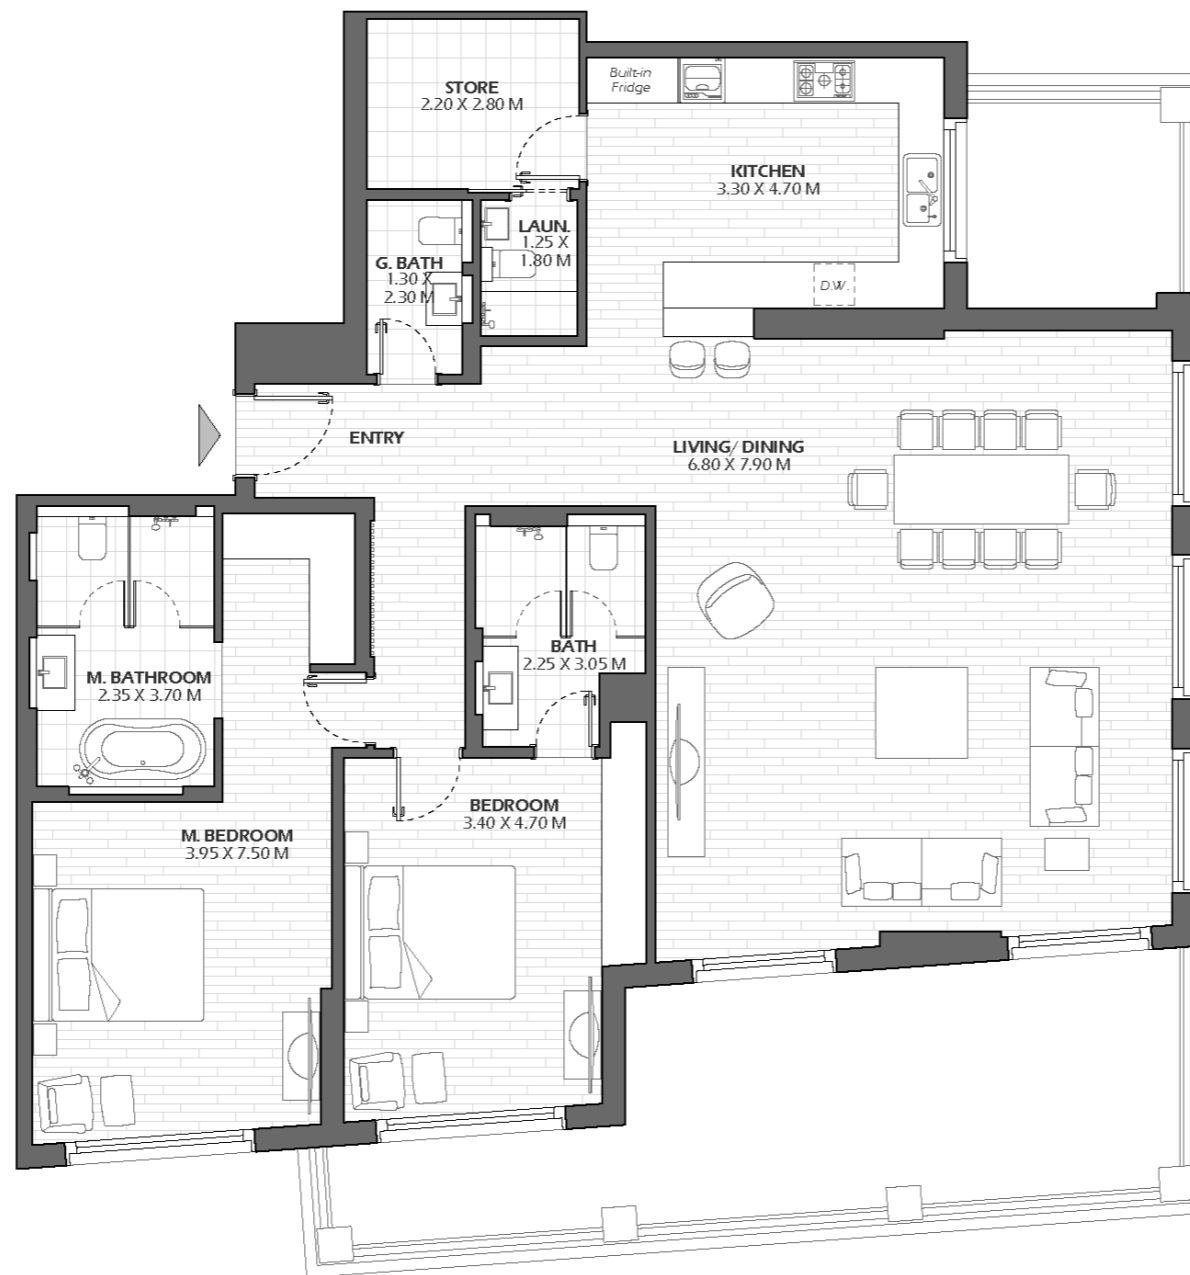 STORE
2.20 X 2.80 M
Built-in
Fridge
KITCHEN
3.30 X 4.70 M
LAUN.
1.25 X
1.80 M
G. BATH
1.30 X
2.30 M
D.W.
ENTRY
LIVING/ DINING
6.80 X 7.90 M
BATH
2.25 X 3.05 M
M. BATHROOM
2.35 X 3.70 M
BEDROOM
3.40 X 4.70 M
M. BEDROOM
3.95 X 7.50 M